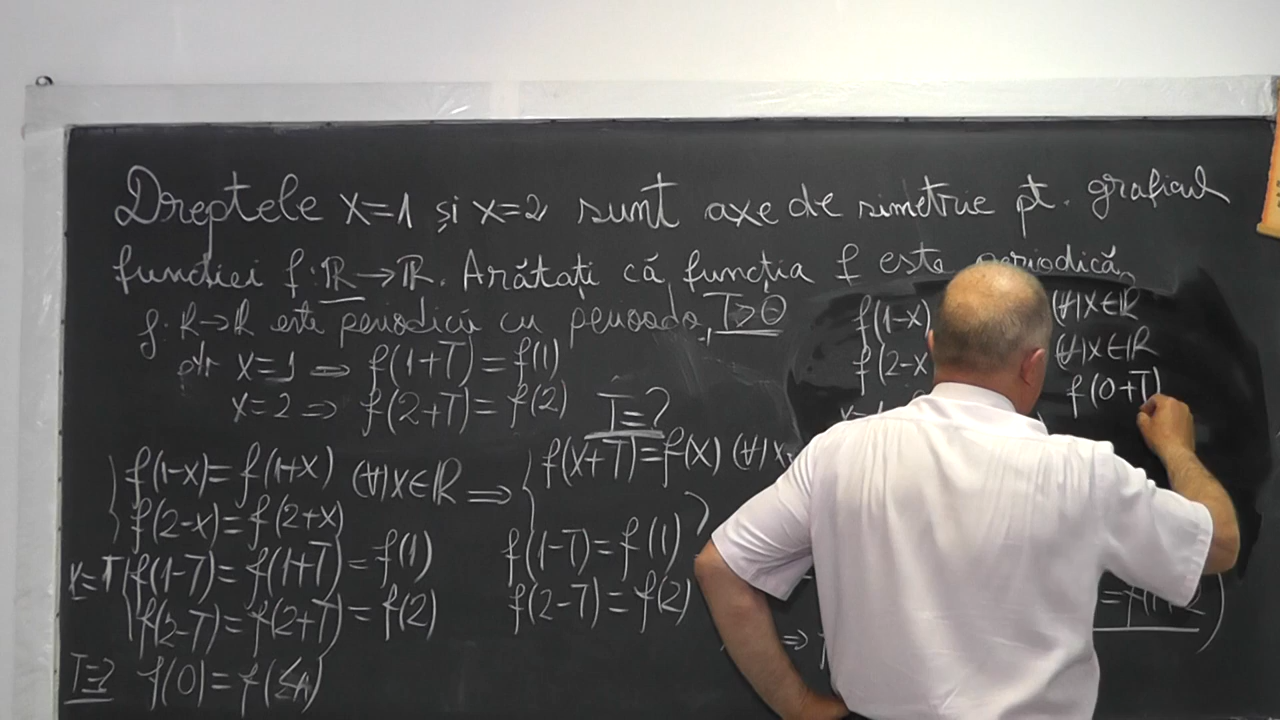 Dreptele x=1 și x=2 sunt axe de simetrie pt. graficul
funcției f:ℝ→ℝ. Arătați că funcția f este periodică,
f:ℝ→ℝ este periodică cu perioada, T>0
ptr x=1 ⇒ f(1+T)=f(1)
x=2 ⇒ f(2+T)=f(2)
T=?
f(1-x)=f(1+x) (∀)x∈ℝ ⇒ f(x+T)=f(x) (∀)x
f(2-x)=f(2+x)
x=T f(1-T)=f(1+T)=f(1) f(1-T)=f(1)
f(2-T)=f(2+T)=f(2) f(2-T)=f(2)
f(0)=f(
f(1-x) (∀)x∈ℝ
f(2-x (∀)x∈ℝ
f(0+T)
⇒